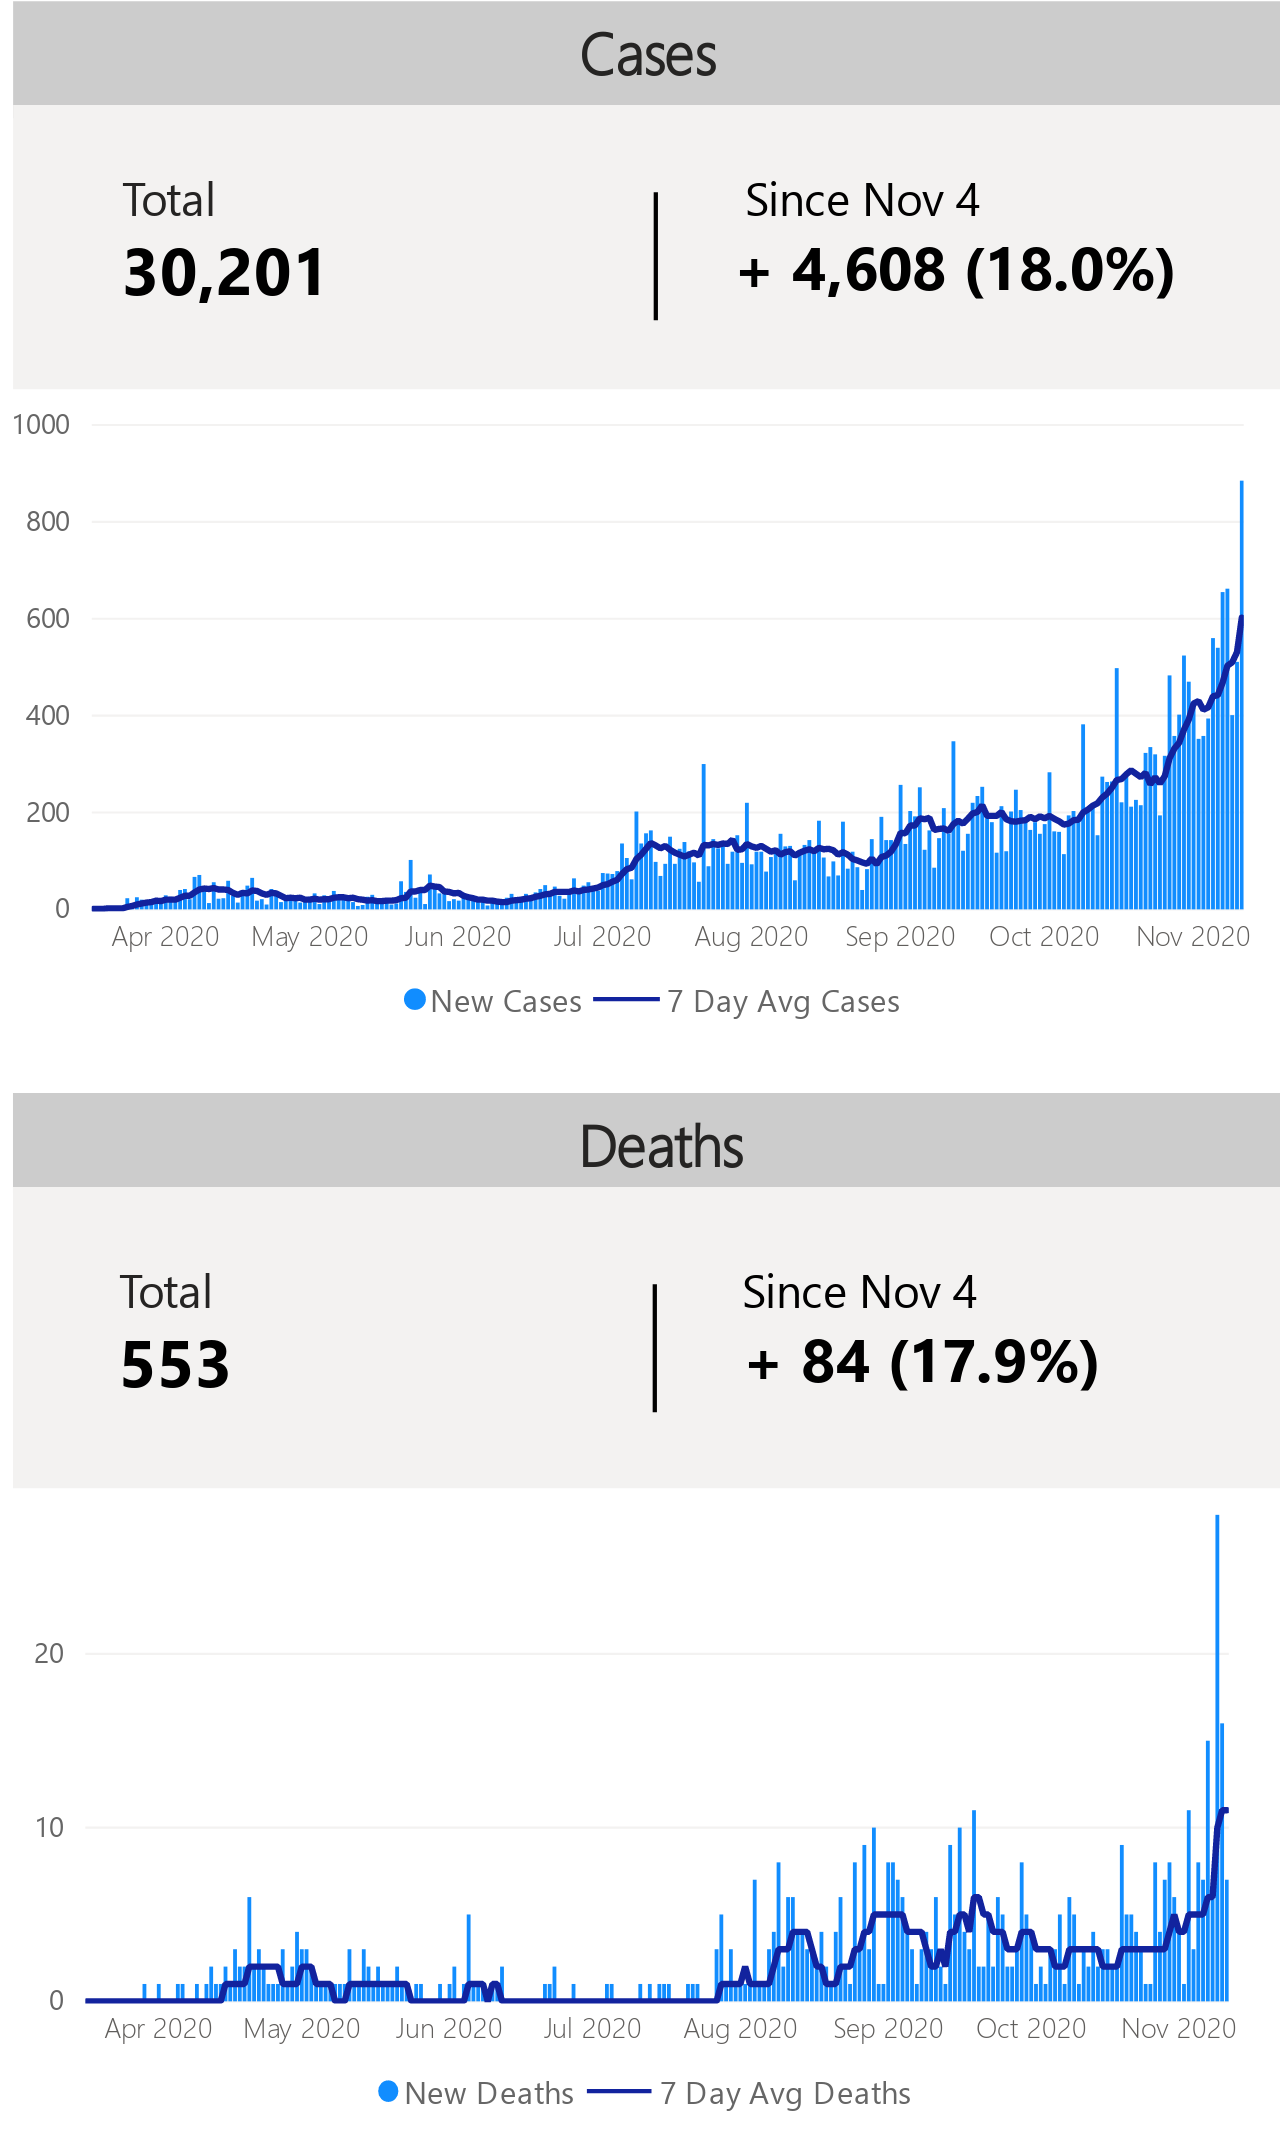 Cases
Total
Since Nov 4
30,201
+ 4,608 (18.0%)
1000
800
600
400
200
0
Apr 2020 May 2020 Jun 2020 Jul 2020 Aug 2020 Sep 2020 Oct 2020 Nov 2020
New Cases 7 Day Avg Cases
Deaths
Total
Since Nov 4
553
+ 84 (17.9%)
20
10
0
Apr 2020 May 2020 Jun 2020 Jul 2020 Aug 2020 Sep 2020 Oct 2020 Nov 2020
New Deaths 7 Day Avg Deaths